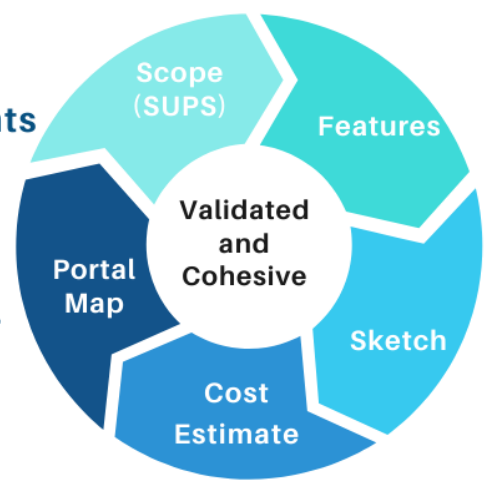 Scope
(SUPS)
Features
Validated
and
Cohesive
Portal
Map
Sketch
Cost
Estimate